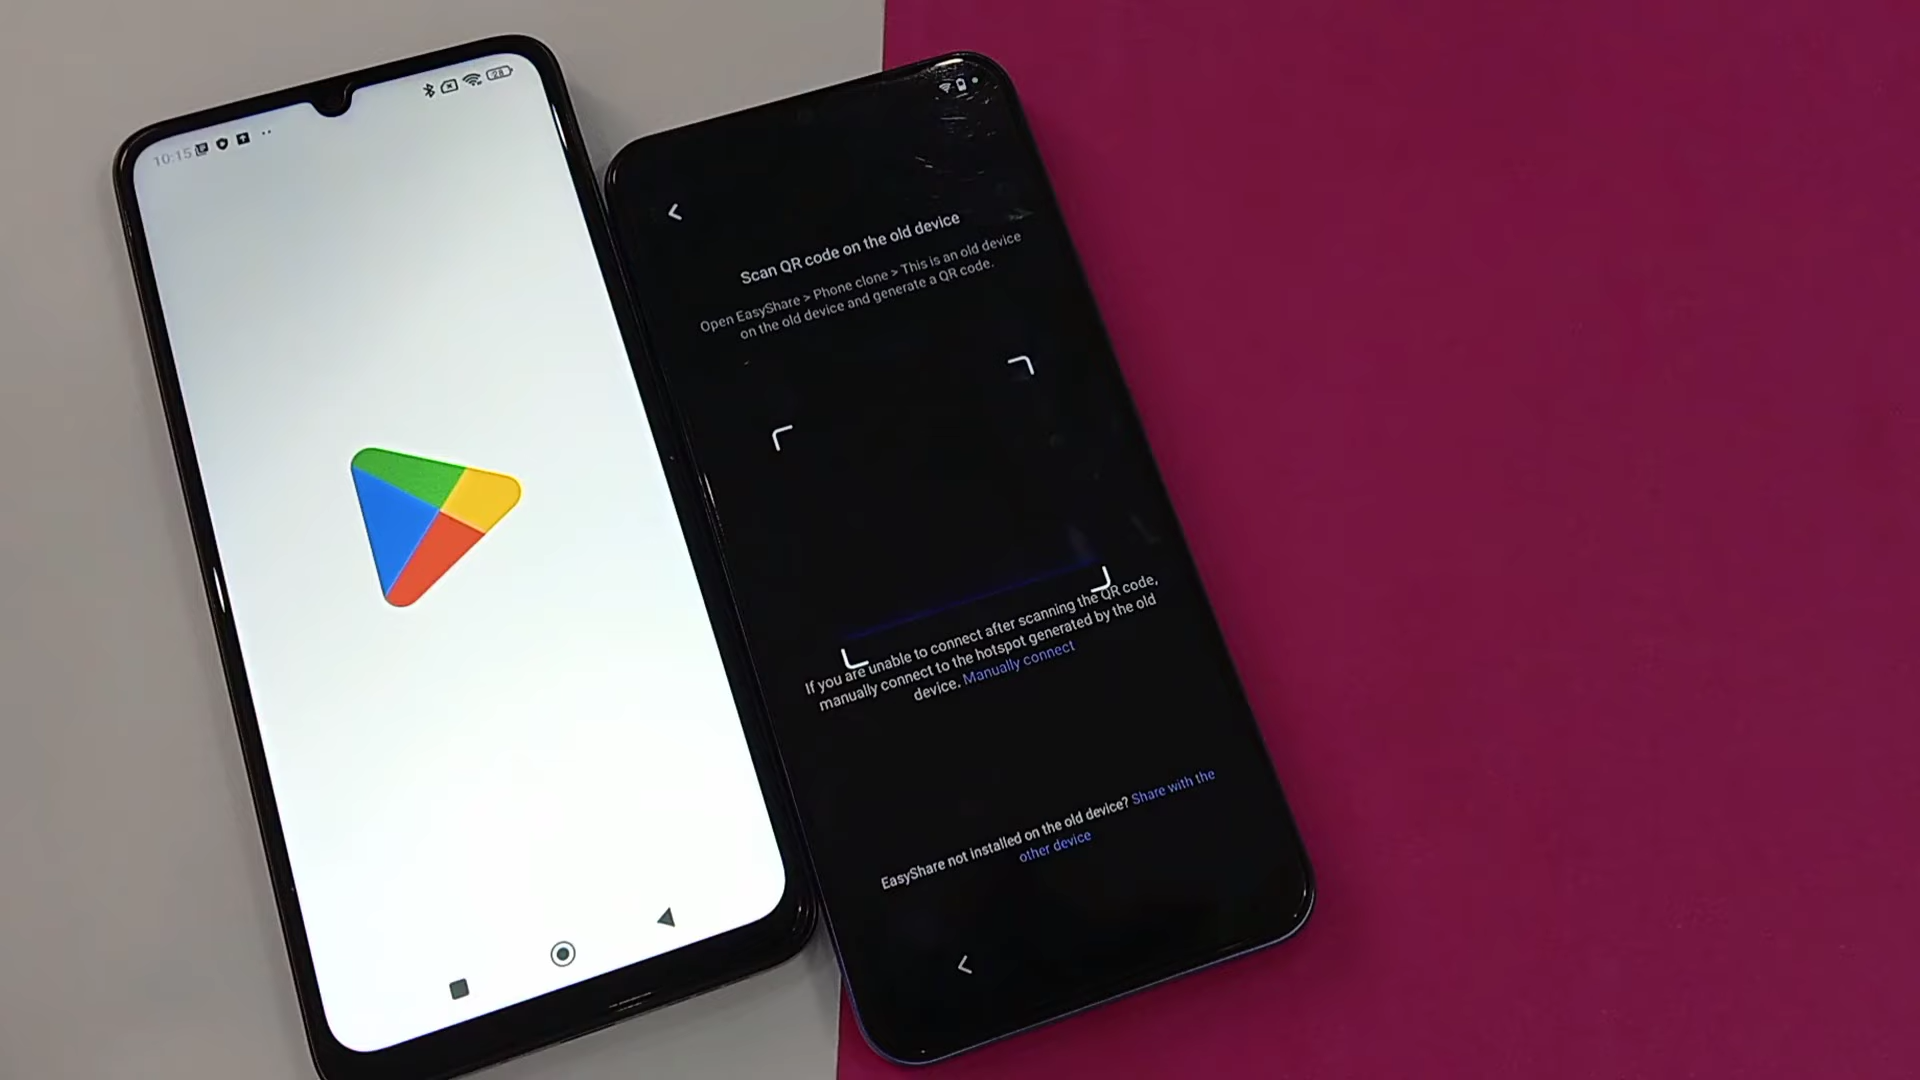 10:15
28
Scan QR code on the old device
Open EasyShare > Phone clone > This is an old device
on the old device and generate a QR code.
If you are unable to connect after scanning the QR code,
manually connect to the hotspot generated by the old
device. Manually connect
EasyShare not installed on the old device? Share with the
other device